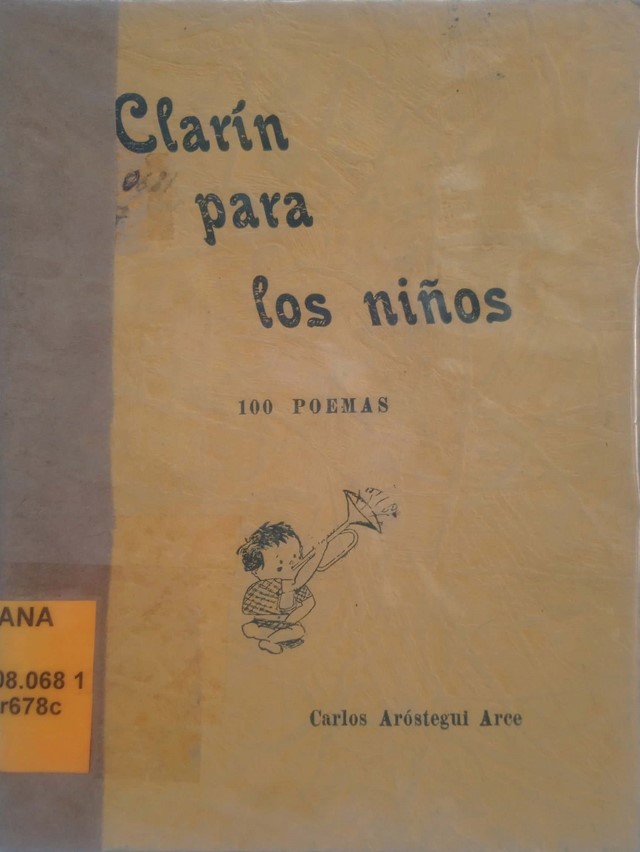 Clarín
para
los niños
100 POEMAS
Carlos Aróstegui Arce
ANA
08.068 1
r678c